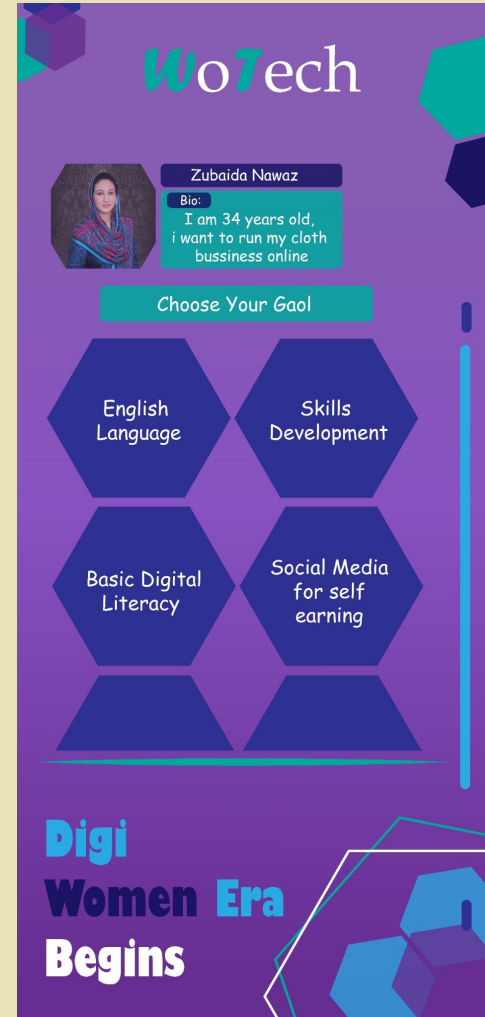 WoTech
Zubaida Nawaz
Bio:
I am 34 years old,
i want to run my cloth
bussiness online
Choose Your Gaol
English
Language
Skills
Development
Basic Digital
Literacy
Social Media
for self
earning
Digi
Women Era
Begins